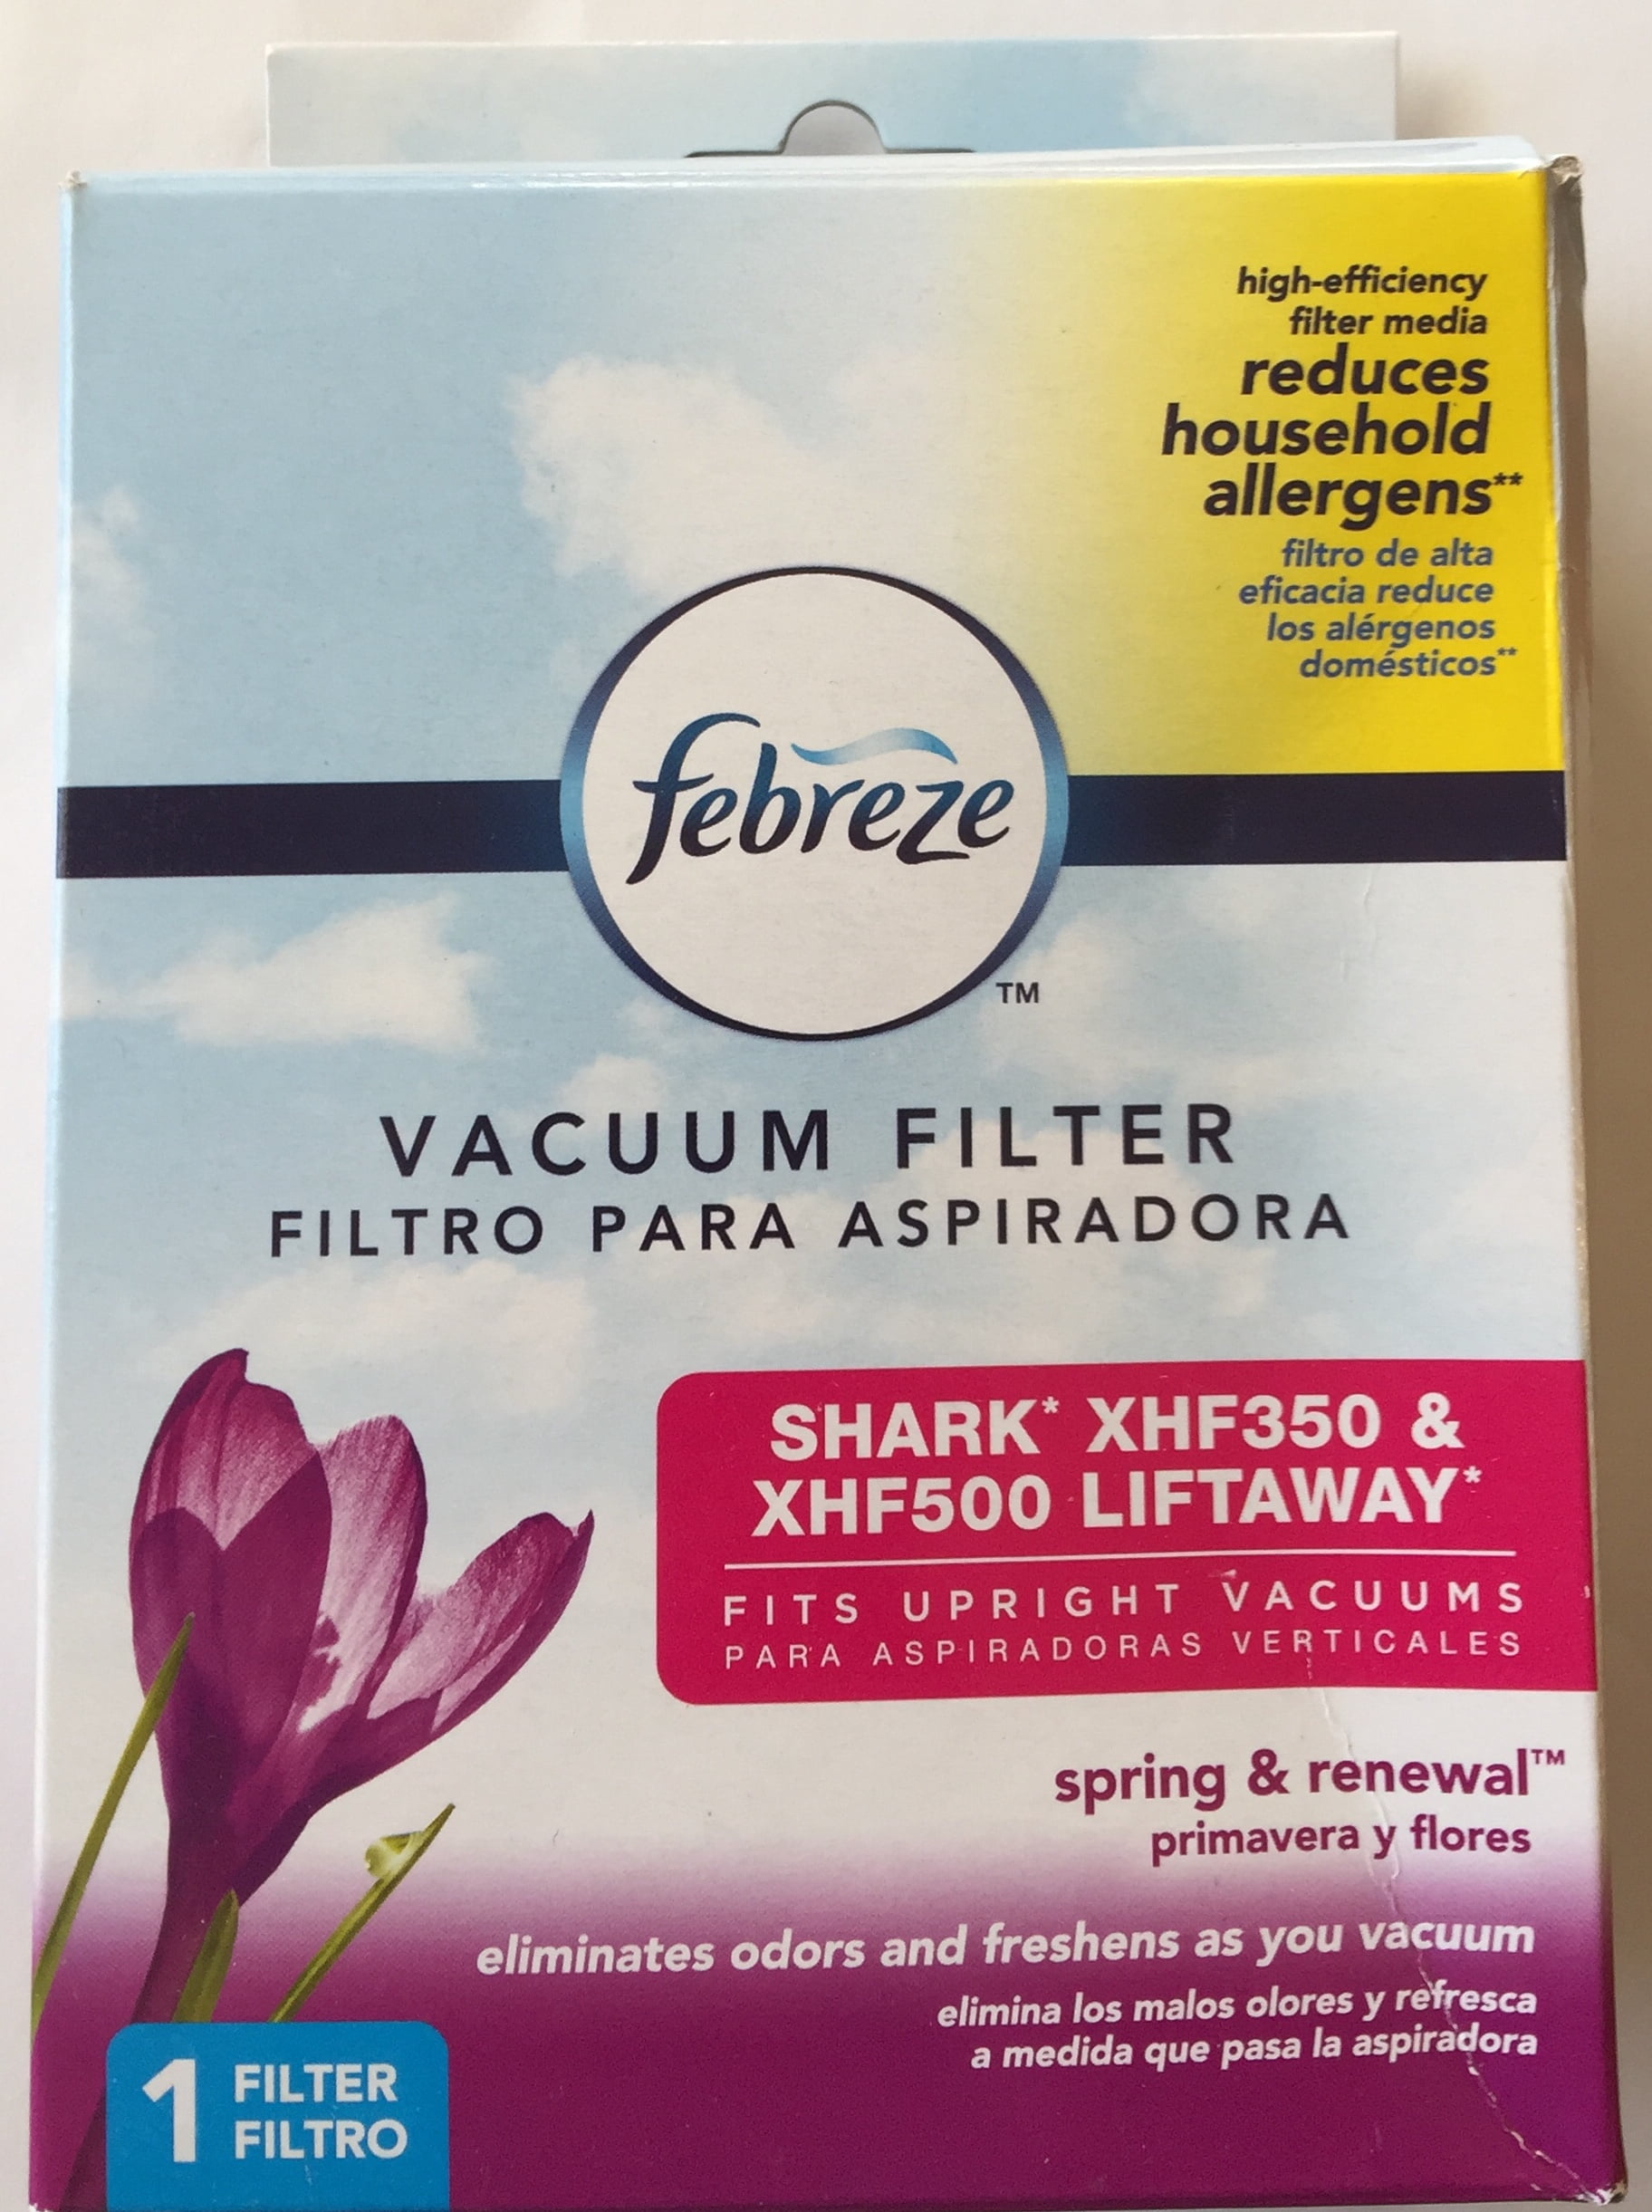 high-efficiency
filter media
reduces
household
allergens**
filtro de alta
eficacia reduce
los alérgenos
domésticos**
febreze
TM
VACUUM FILTER
FILTRO PARA ASPIRADORA
SHARK* XHF350 &
XHF500 LIFTAWAY*
FITS UPRIGHT VACUUMS
PARA ASPIRADORAS VERTICALES
spring & renewal™
primavera y flores
eliminates odors and freshens as you vacuum
elimina los malos olores y refresca
a medida que pasa la aspiradora
1 FILTER
FILTRO